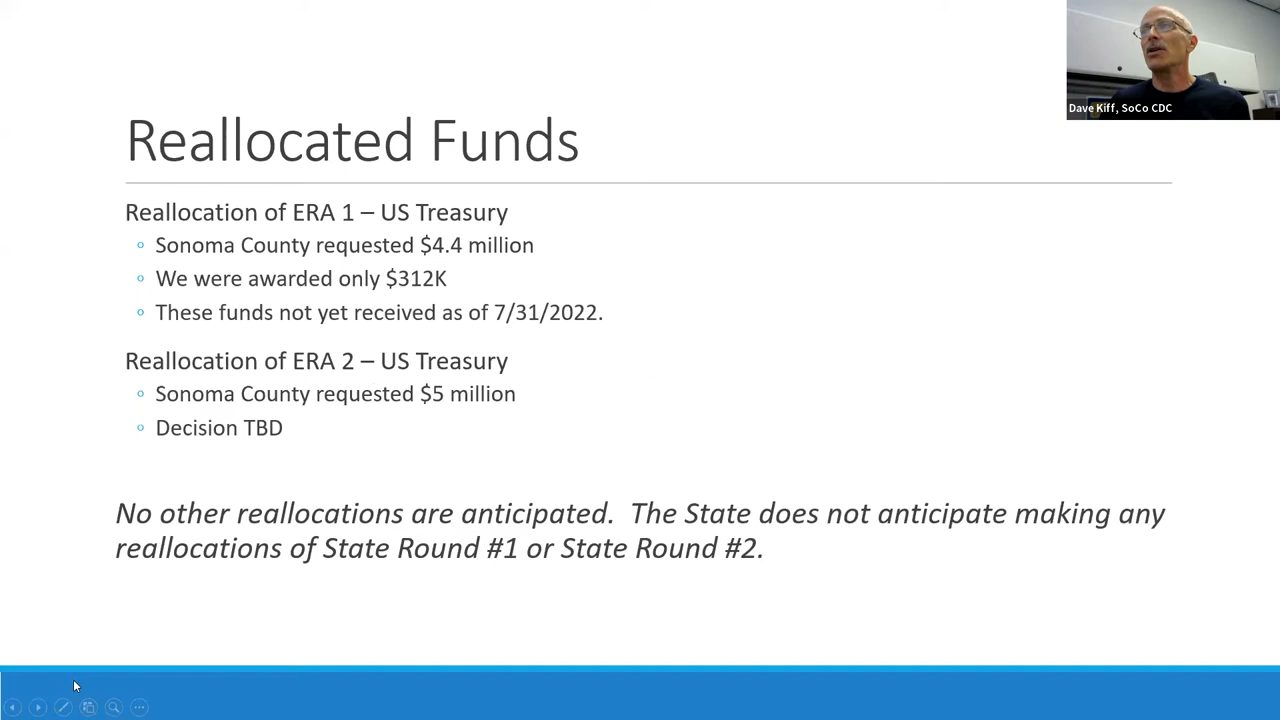 Dave Kiff, SoCo CDC
Reallocated Funds
Reallocation of ERA 1 – US Treasury
Sonoma County requested $4.4 million
We were awarded only $312K
These funds not yet received as of 7/31/2022.
Reallocation of ERA 2 – US Treasury
Sonoma County requested $5 million
Decision TBD
No other reallocations are anticipated.  The State does not anticipate making any
reallocations of State Round #1 or State Round #2.